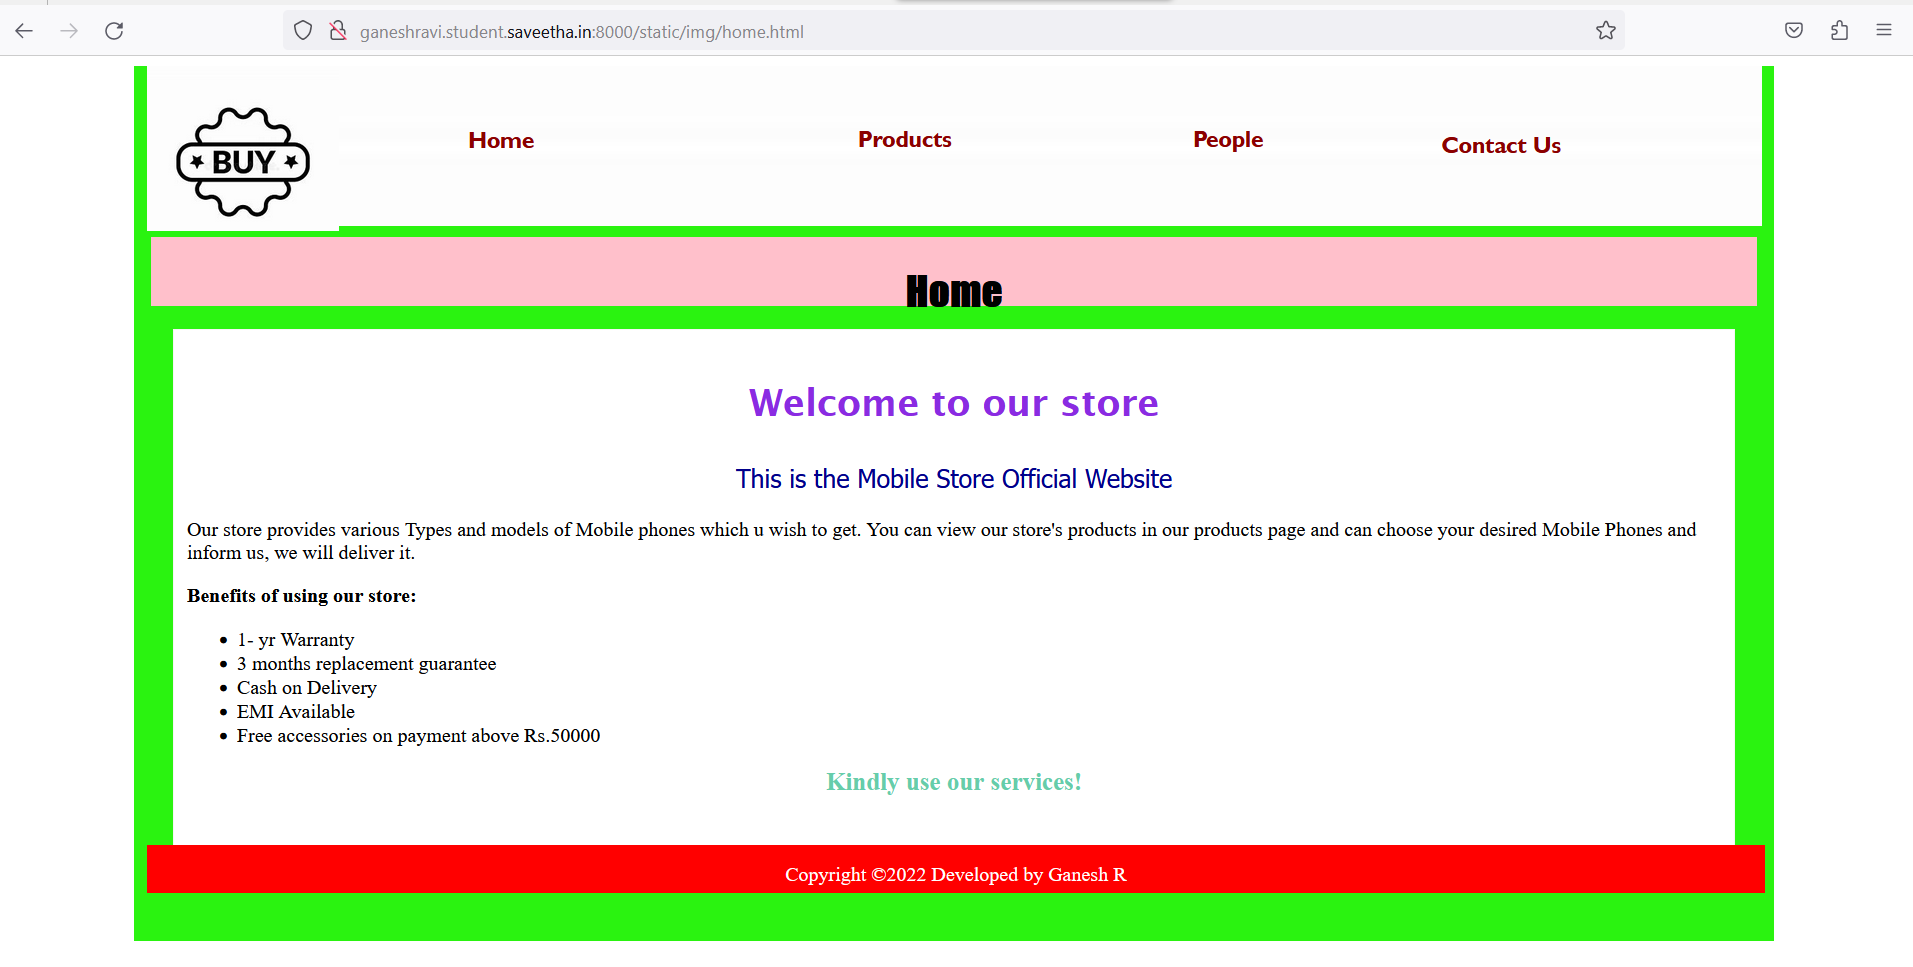 ganeshravi.student.saveetha.in:8000/static/img/home.html
BUY
Home Products People Contact Us
Home
Welcome to our store
This is the Mobile Store Official Website
Our store provides various Types and models of Mobile phones which u wish to get. You can view our store's products in our products page and can choose your desired Mobile Phones and
inform us, we will deliver it.
Benefits of using our store:
• 1- yr Warranty
• 3 months replacement guarantee
• Cash on Delivery
• EMI Available
• Free accessories on payment above Rs.50000
Kindly use our services!
Copyright ©2022 Developed by Ganesh R